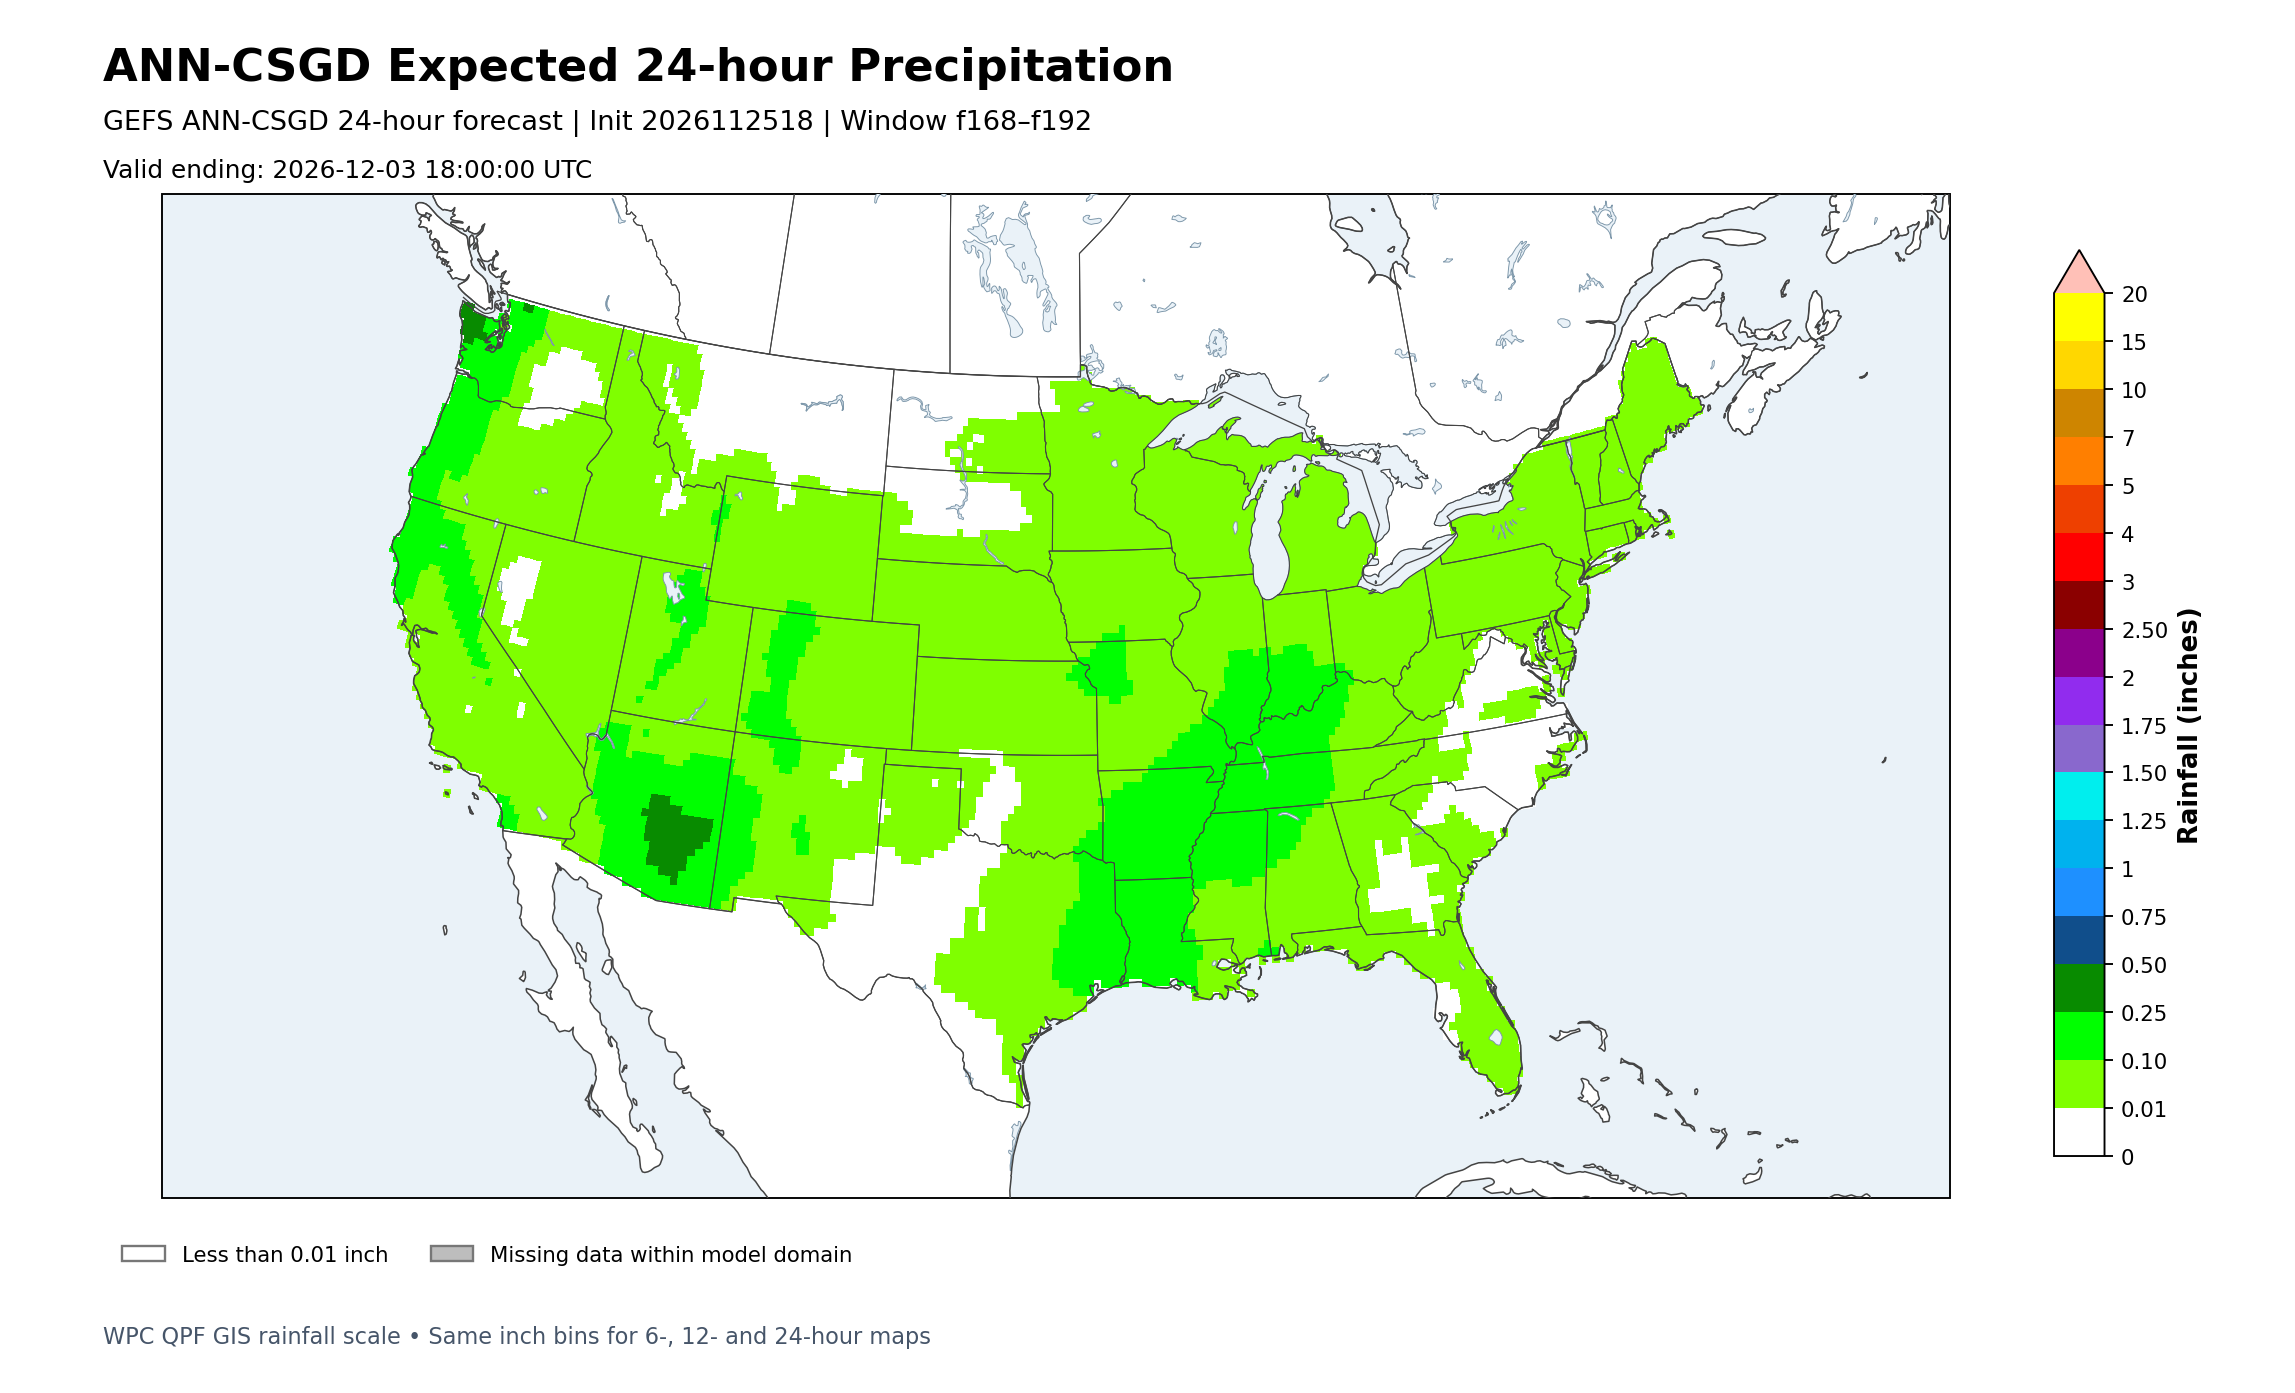 ANN-CSGD Expected 24-hour Precipitation
GEFS ANN-CSGD 24-hour forecast | Init 2026112518 | Window f168–f192
Valid ending: 2026-12-03 18:00:00 UTC
20
15
10
7
5
4
3
2.50
2
1.75
1.50
1.25
1
0.75
0.50
0.25
0.10
0.01
0
Rainfall (inches)
Less than 0.01 inch
Missing data within model domain
WPC QPF GIS rainfall scale • Same inch bins for 6-, 12- and 24-hour maps